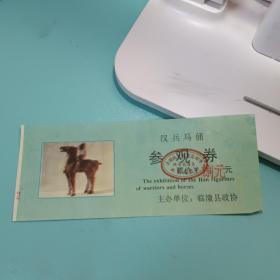 汉兵马俑
参观券
元
The exhibition of the Han figurines
of warriors and horses.
主办单位：临潼县政协